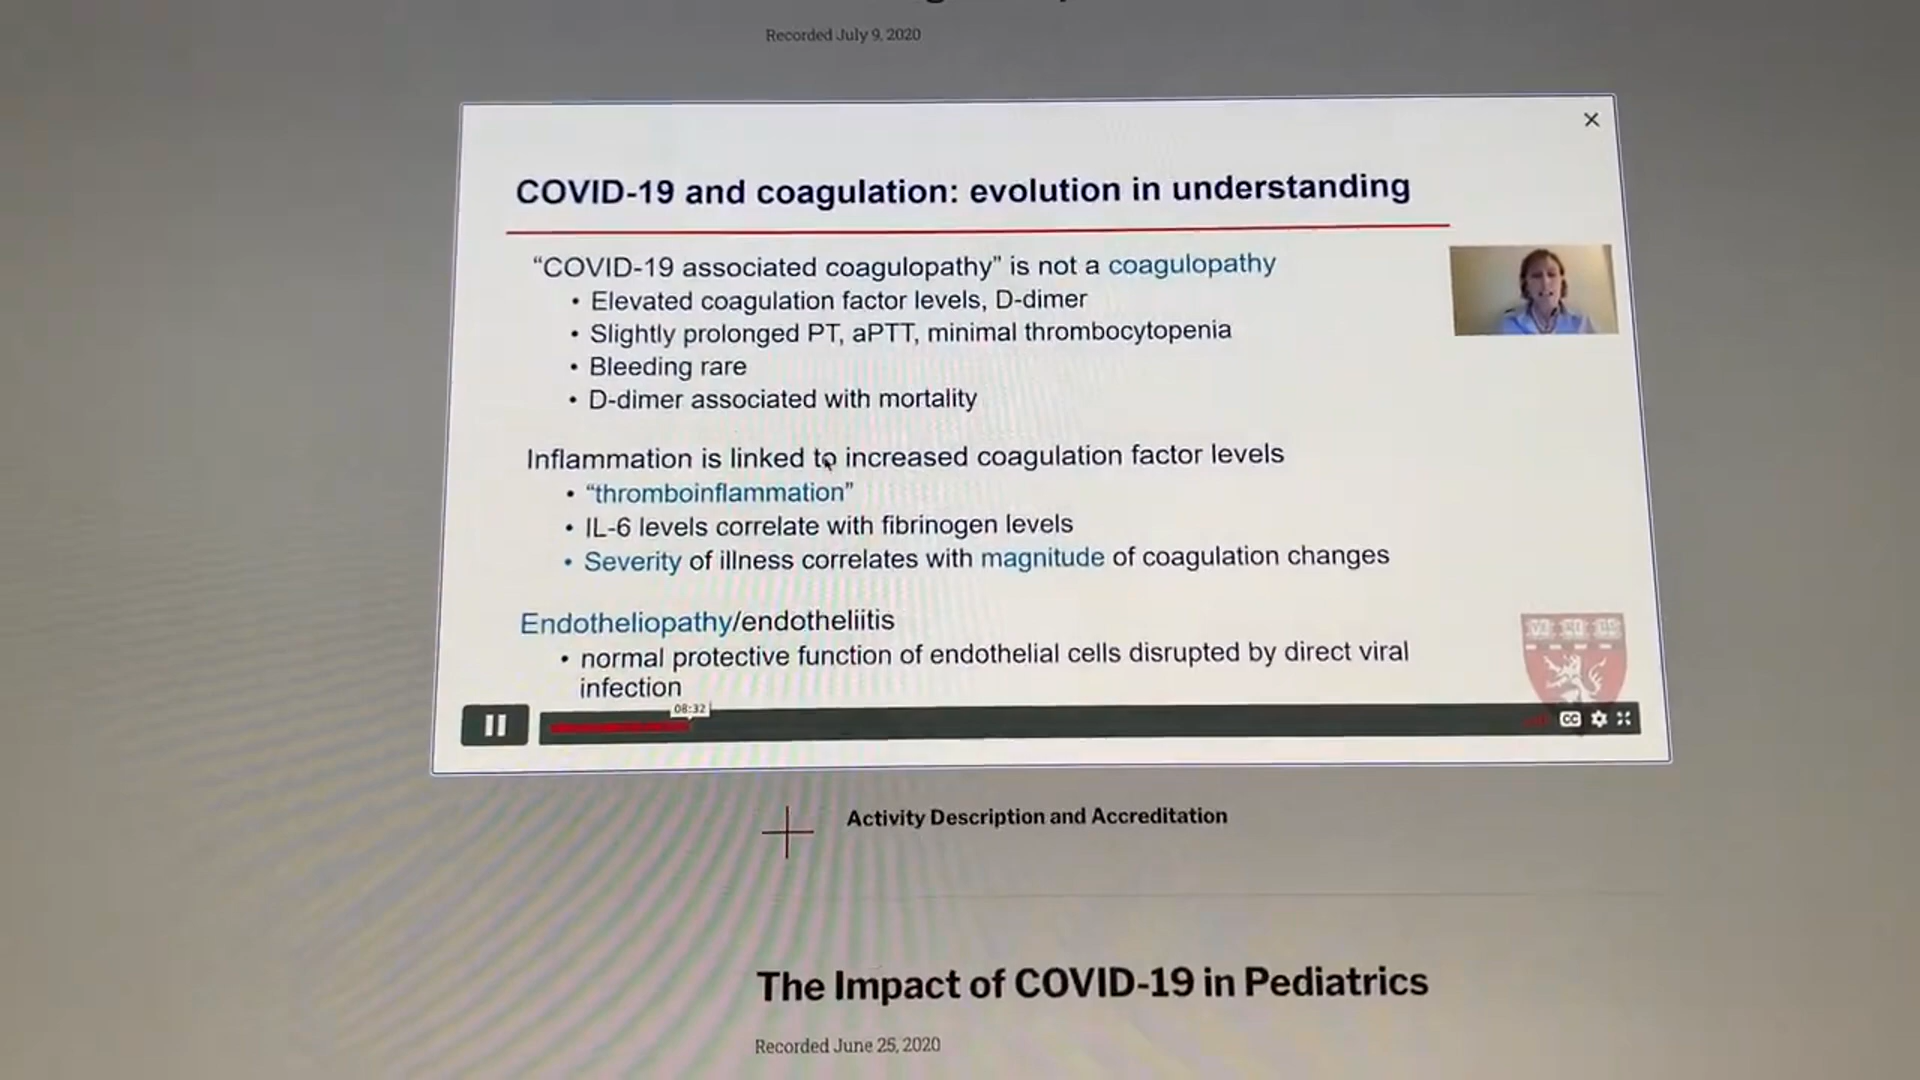 Recorded July 9, 2020
COVID-19 and coagulation: evolution in understanding
“COVID-19 associated coagulopathy” is not a coagulopathy
• Elevated coagulation factor levels, D-dimer
• Slightly prolonged PT, aPTT, minimal thrombocytopenia
• Bleeding rare
• D-dimer associated with mortality
Inflammation is linked to increased coagulation factor levels
• “thromboinflammation”
• IL-6 levels correlate with fibrinogen levels
• Severity of illness correlates with magnitude of coagulation changes
Endotheliopathy/endotheliitis
• normal protective function of endothelial cells disrupted by direct viral
infection
08:32
CC
Activity Description and Accreditation
The Impact of COVID-19 in Pediatrics
Recorded June 25, 2020